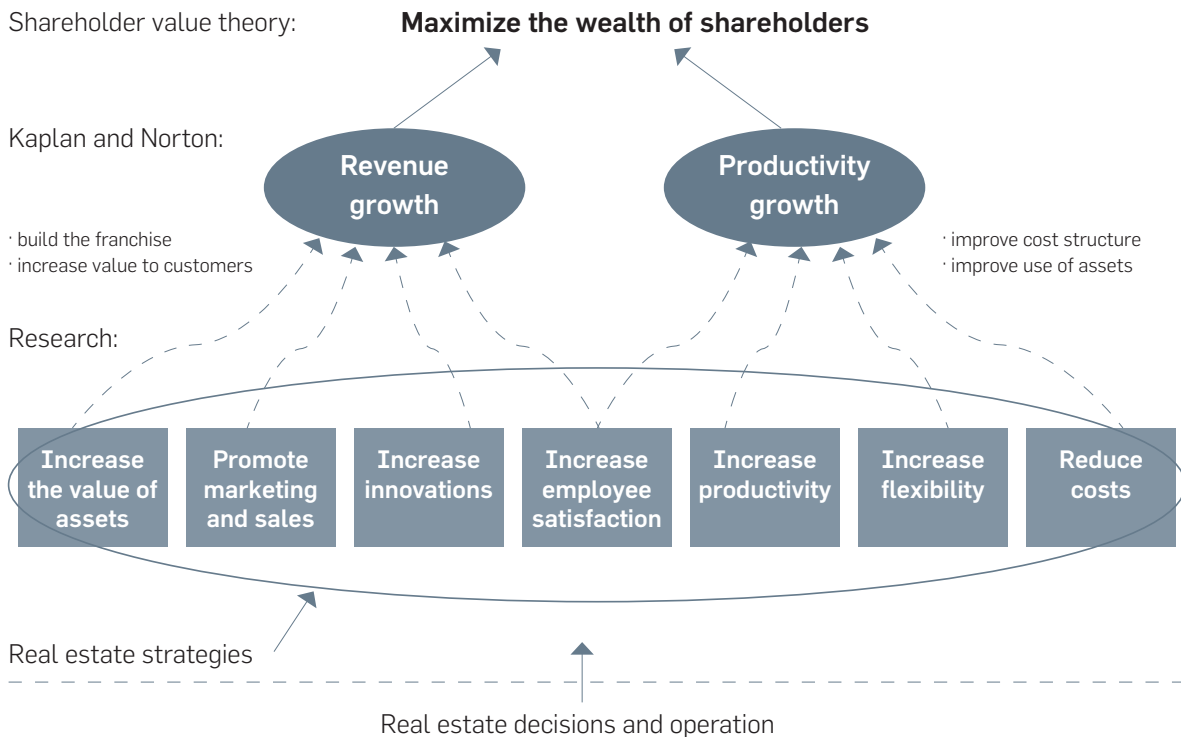 Shareholder value theory:
Maximize the wealth of shareholders
Kaplan and Norton:
Revenue
growth
Productivity
growth
· build the franchise
· increase value to customers
· improve cost structure
· improve use of assets
Research:
Increase
the value of
assets
Promote
marketing
and sales
Increase
innovations
Increase
employee
satisfaction
Increase
productivity
Increase
flexibility
Reduce
costs
Real estate strategies
Real estate decisions and operation